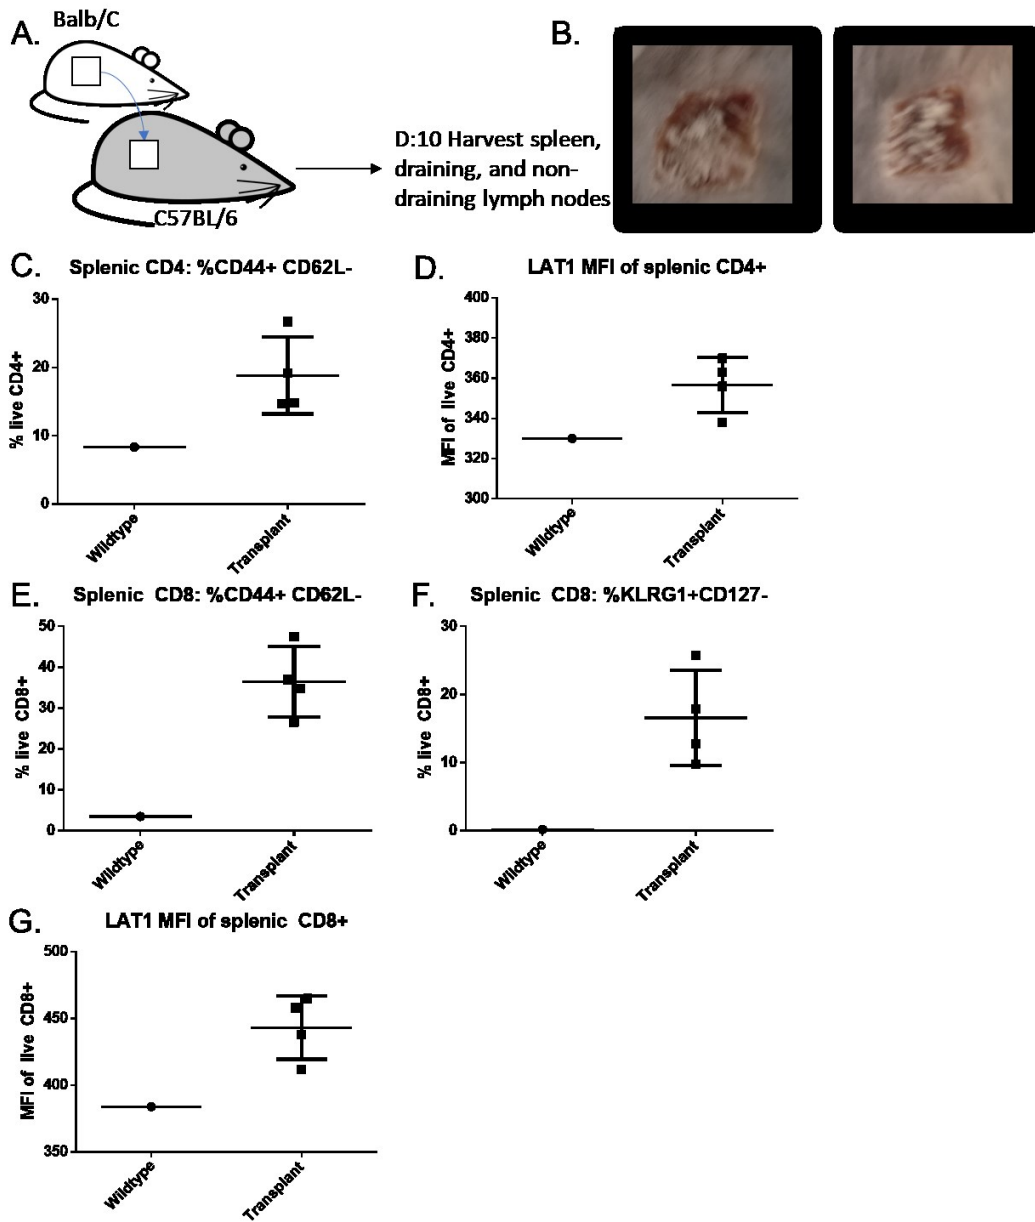 A.
Balb/C
C57BL/6
D:10 Harvest spleen,
draining, and non-
draining lymph nodes
B.
C.
Splenic CD4: %CD44+ CD62L-
% live CD4+
30
20
10
0
Wildtype
Transplant
D.
LAT1 MFI of splenic CD4+
MFI of live CD4+
400
380
360
340
320
300
Wildtype
Transplant
E.
Splenic CD8: %CD44+ CD62L-
% live CD8+
50
40
30
20
10
0
Wildtype
Transplant
F.
Splenic CD8: %KLRG1+CD127-
% live CD8+
30
20
10
0
Wildtype
Transplant
G.
LAT1 MFI of splenic CD8+
MFI of live CD8+
500
450
400
350
Wildtype
Transplant